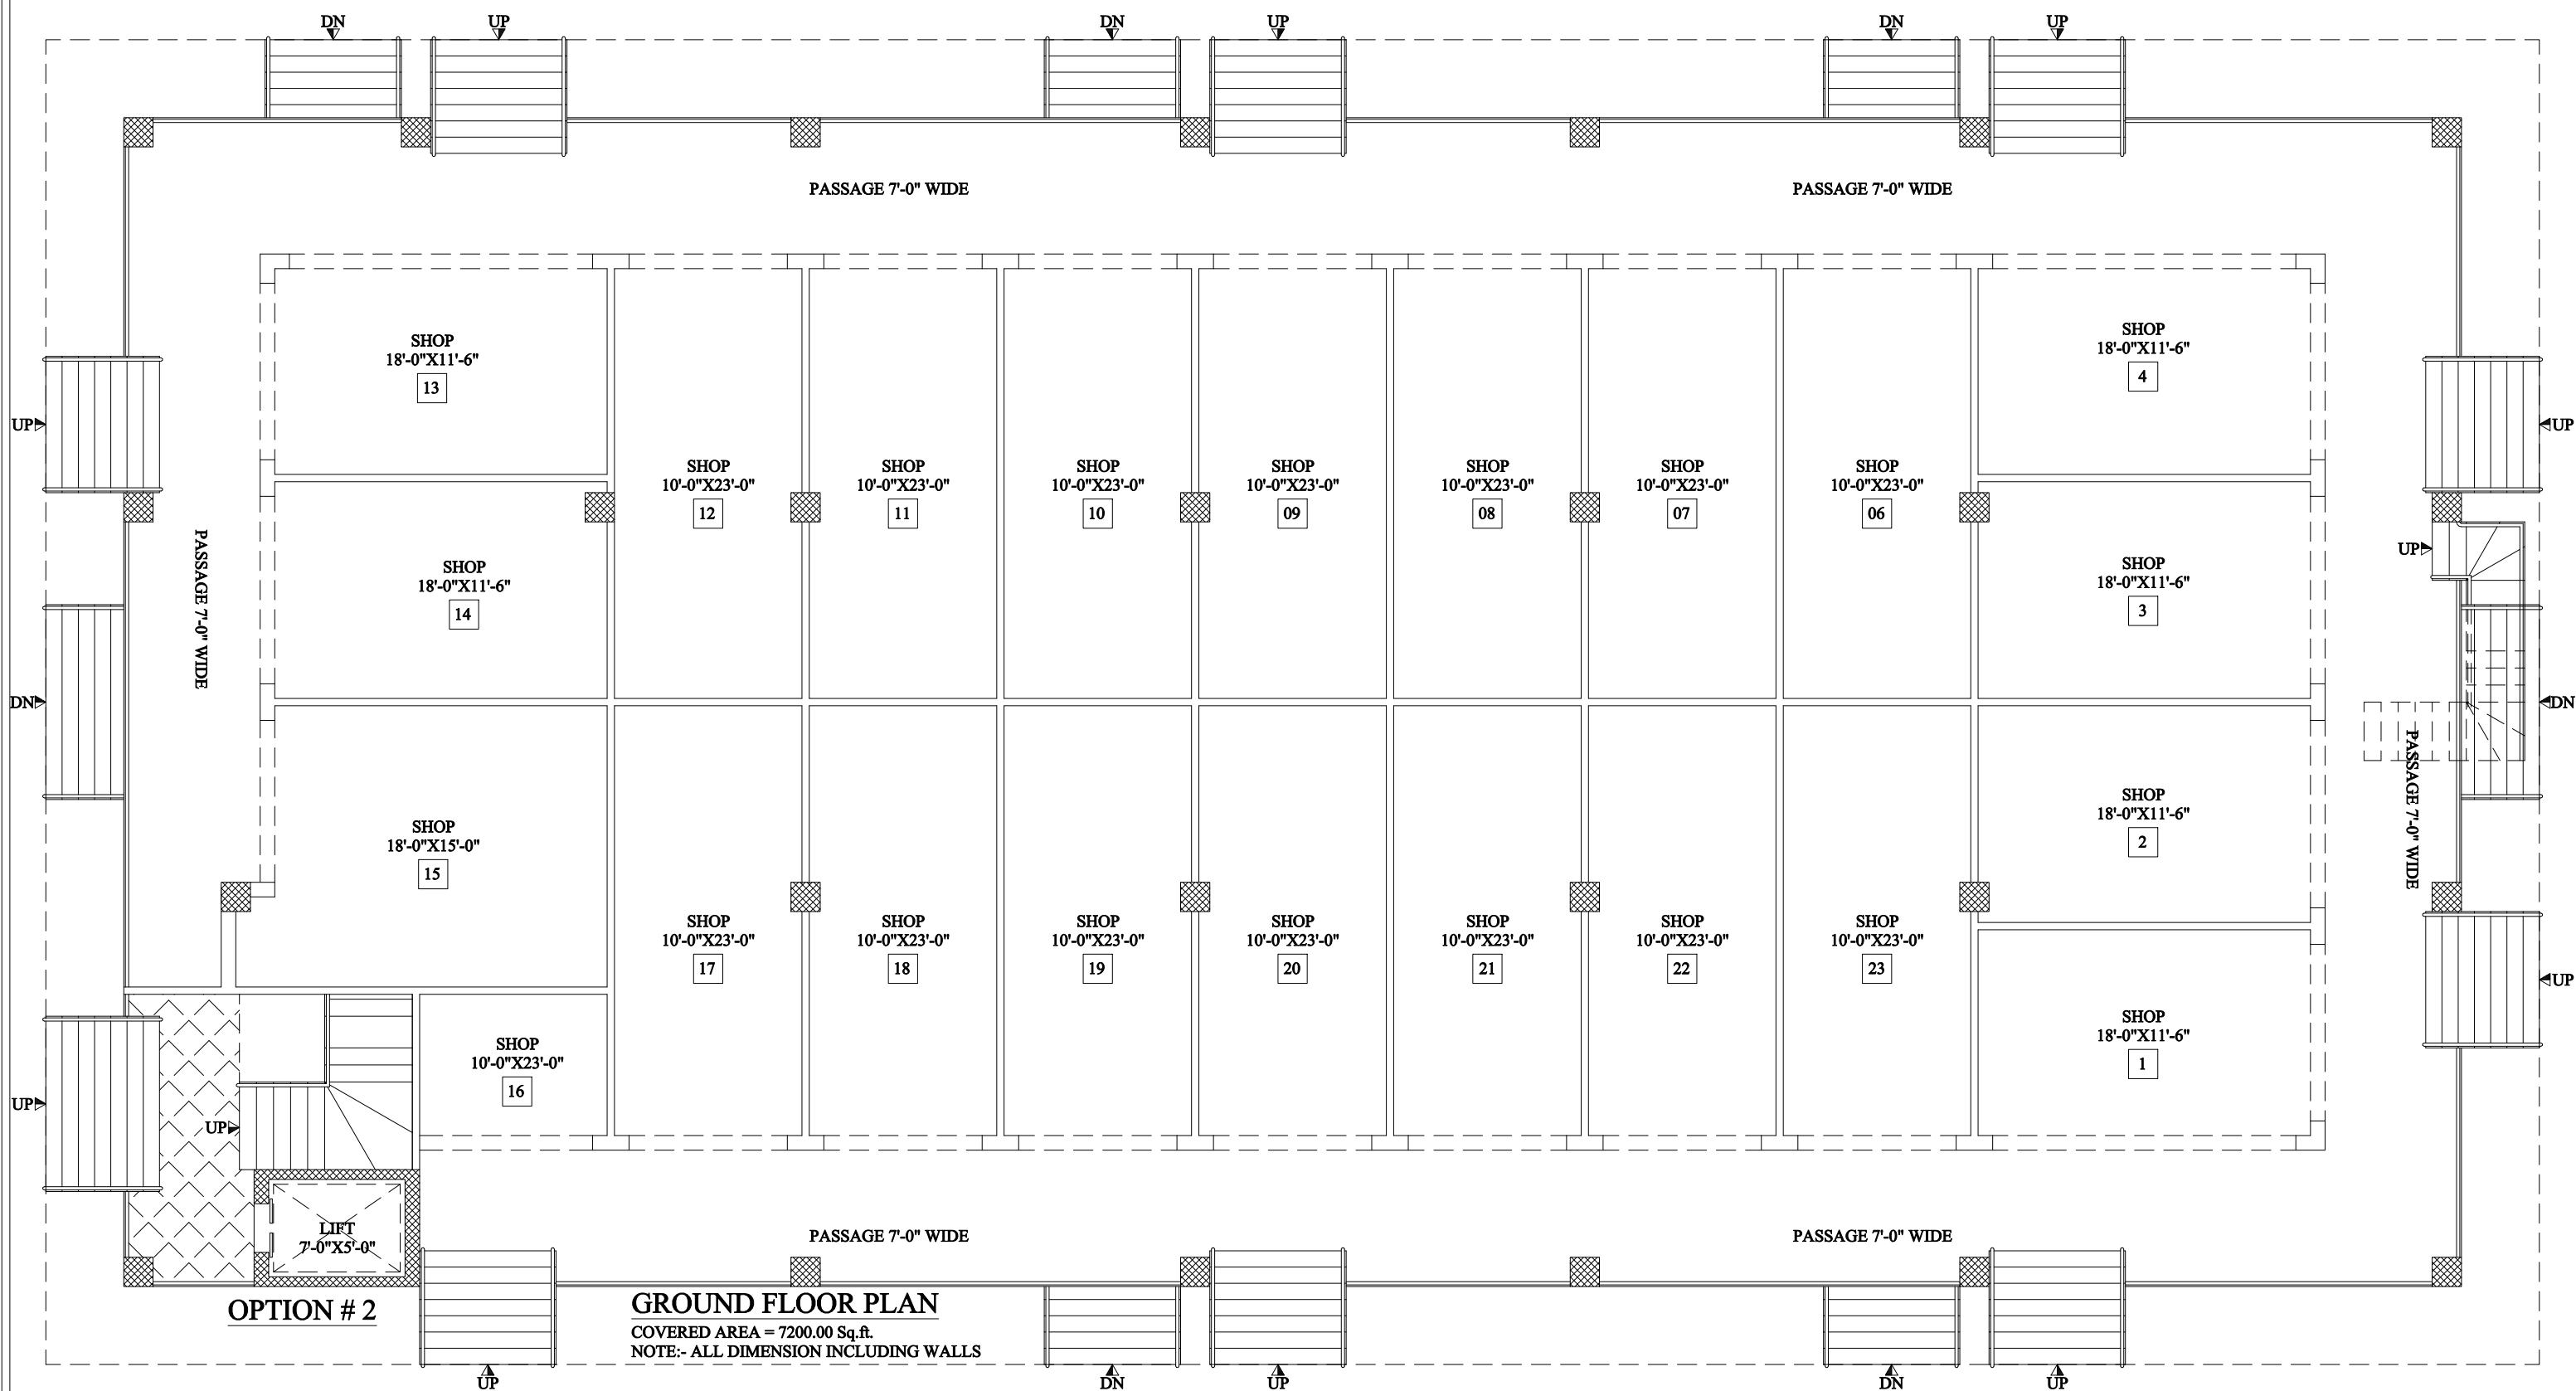 DN
UP
DN
UP
DN
UP
PASSAGE 7'-0" WIDE
PASSAGE 7'-0" WIDE
SHOP
18'-0"X11'-6"
13
SHOP
18'-0"X11'-6"
4
UP
UP
SHOP
10'-0"X23'-0"
12
SHOP
10'-0"X23'-0"
11
SHOP
10'-0"X23'-0"
10
SHOP
10'-0"X23'-0"
09
SHOP
10'-0"X23'-0"
08
SHOP
10'-0"X23'-0"
07
SHOP
10'-0"X23'-0"
06
UP
PASSAGE 7'-0" WIDE
SHOP
18'-0"X11'-6"
14
SHOP
18'-0"X11'-6"
3
DN
DN
PASSAGE 7'-0" WIDE
SHOP
18'-0"X15'-0"
15
SHOP
18'-0"X11'-6"
2
SHOP
10'-0"X23'-0"
17
SHOP
10'-0"X23'-0"
18
SHOP
10'-0"X23'-0"
19
SHOP
10'-0"X23'-0"
20
SHOP
10'-0"X23'-0"
21
SHOP
10'-0"X23'-0"
22
SHOP
10'-0"X23'-0"
23
UP
SHOP
10'-0"X23'-0"
16
SHOP
18'-0"X11'-6"
1
UP
UP
LIFT
7'-0"X5'-0"
PASSAGE 7'-0" WIDE
PASSAGE 7'-0" WIDE
OPTION # 2
GROUND FLOOR PLAN
COVERED AREA = 7200.00 Sq.ft.
NOTE:- ALL DIMENSION INCLUDING WALLS
UP
DN
UP
DN
UP